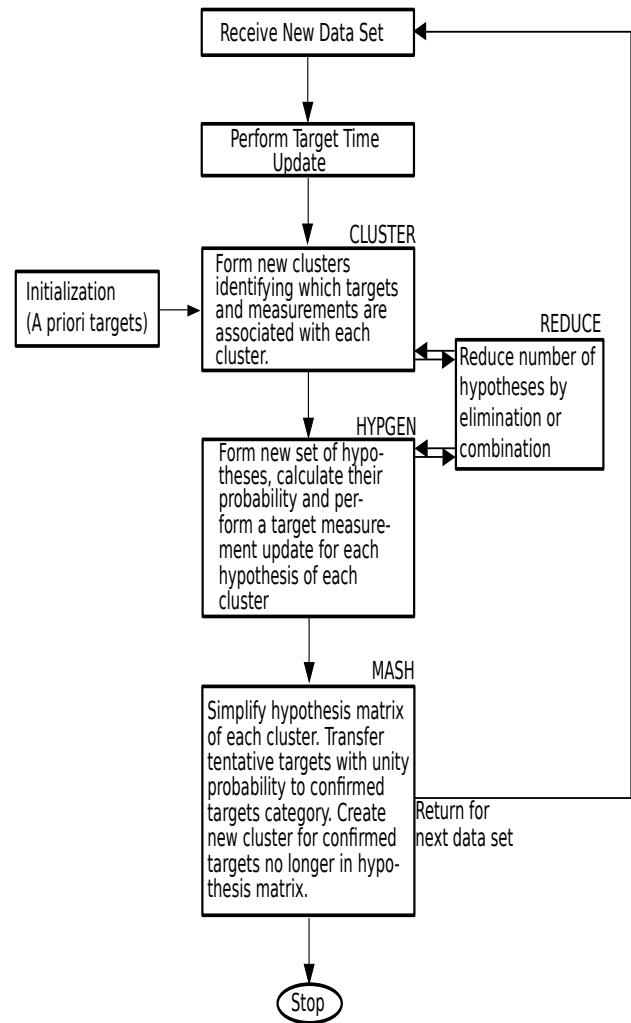 Receive New Data Set
Perform Target Time
Update
CLUSTER
Form new clusters
identifying which targets
and measurements are
associated with each
cluster.
Initialization
(A priori targets)
REDUCE
Reduce number of
hypotheses by
elimination or
combination
HYPGEN
Form new set of hypo-
theses, calculate their
probability and per-
form a target measure-
ment update for each
hypothesis of each
cluster
MASH
Simplify hypothesis matrix
of each cluster. Transfer
tentative targets with unity
probability to confirmed
targets category. Create
new cluster for confirmed
targets no longer in hypo-
thesis matrix.
Return for
next data set
Stop